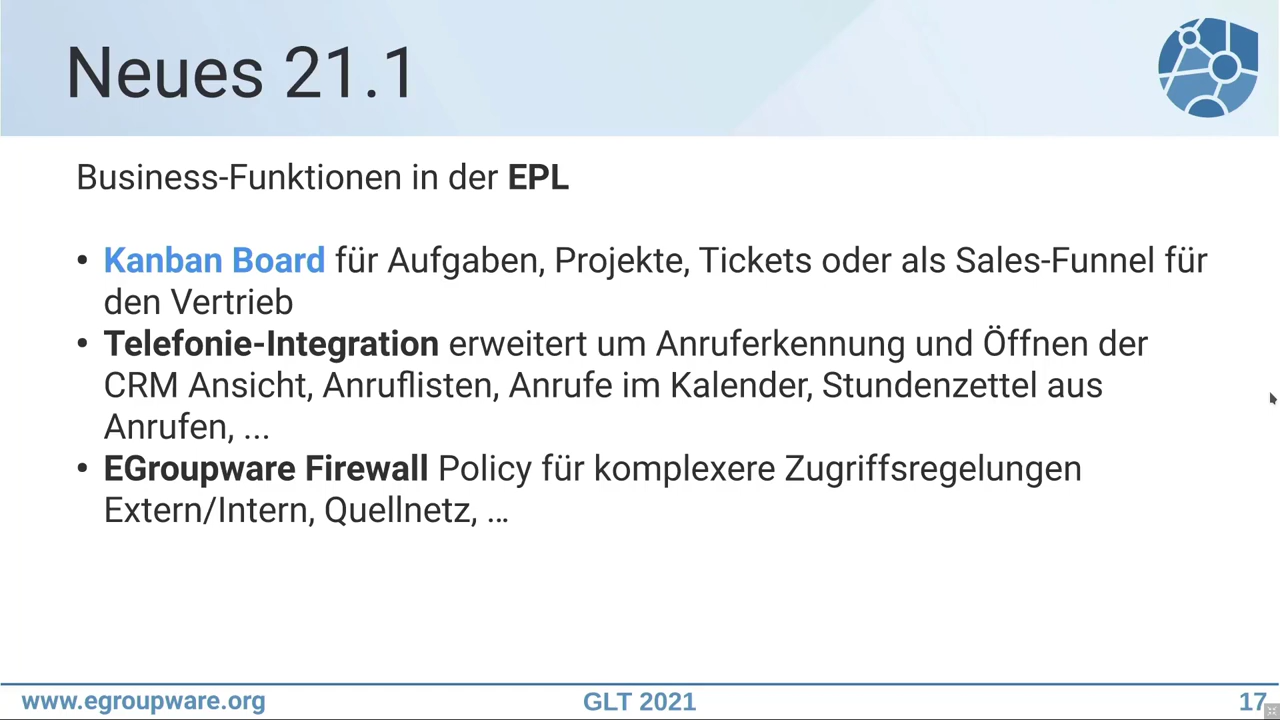 Neues 21.1
Business-Funktionen in der EPL
• Kanban Board für Aufgaben, Projekte, Tickets oder als Sales-Funnel für
den Vertrieb
• Telefonie-Integration erweitert um Anruferkennung und Öffnen der
CRM Ansicht, Anruflisten, Anrufe im Kalender, Stundenzettel aus
Anrufen, ...
• EGroupware Firewall Policy für komplexere Zugriffsregelungen
Extern/Intern, Quellnetz, …
www.egroupware.org
GLT 2021
17